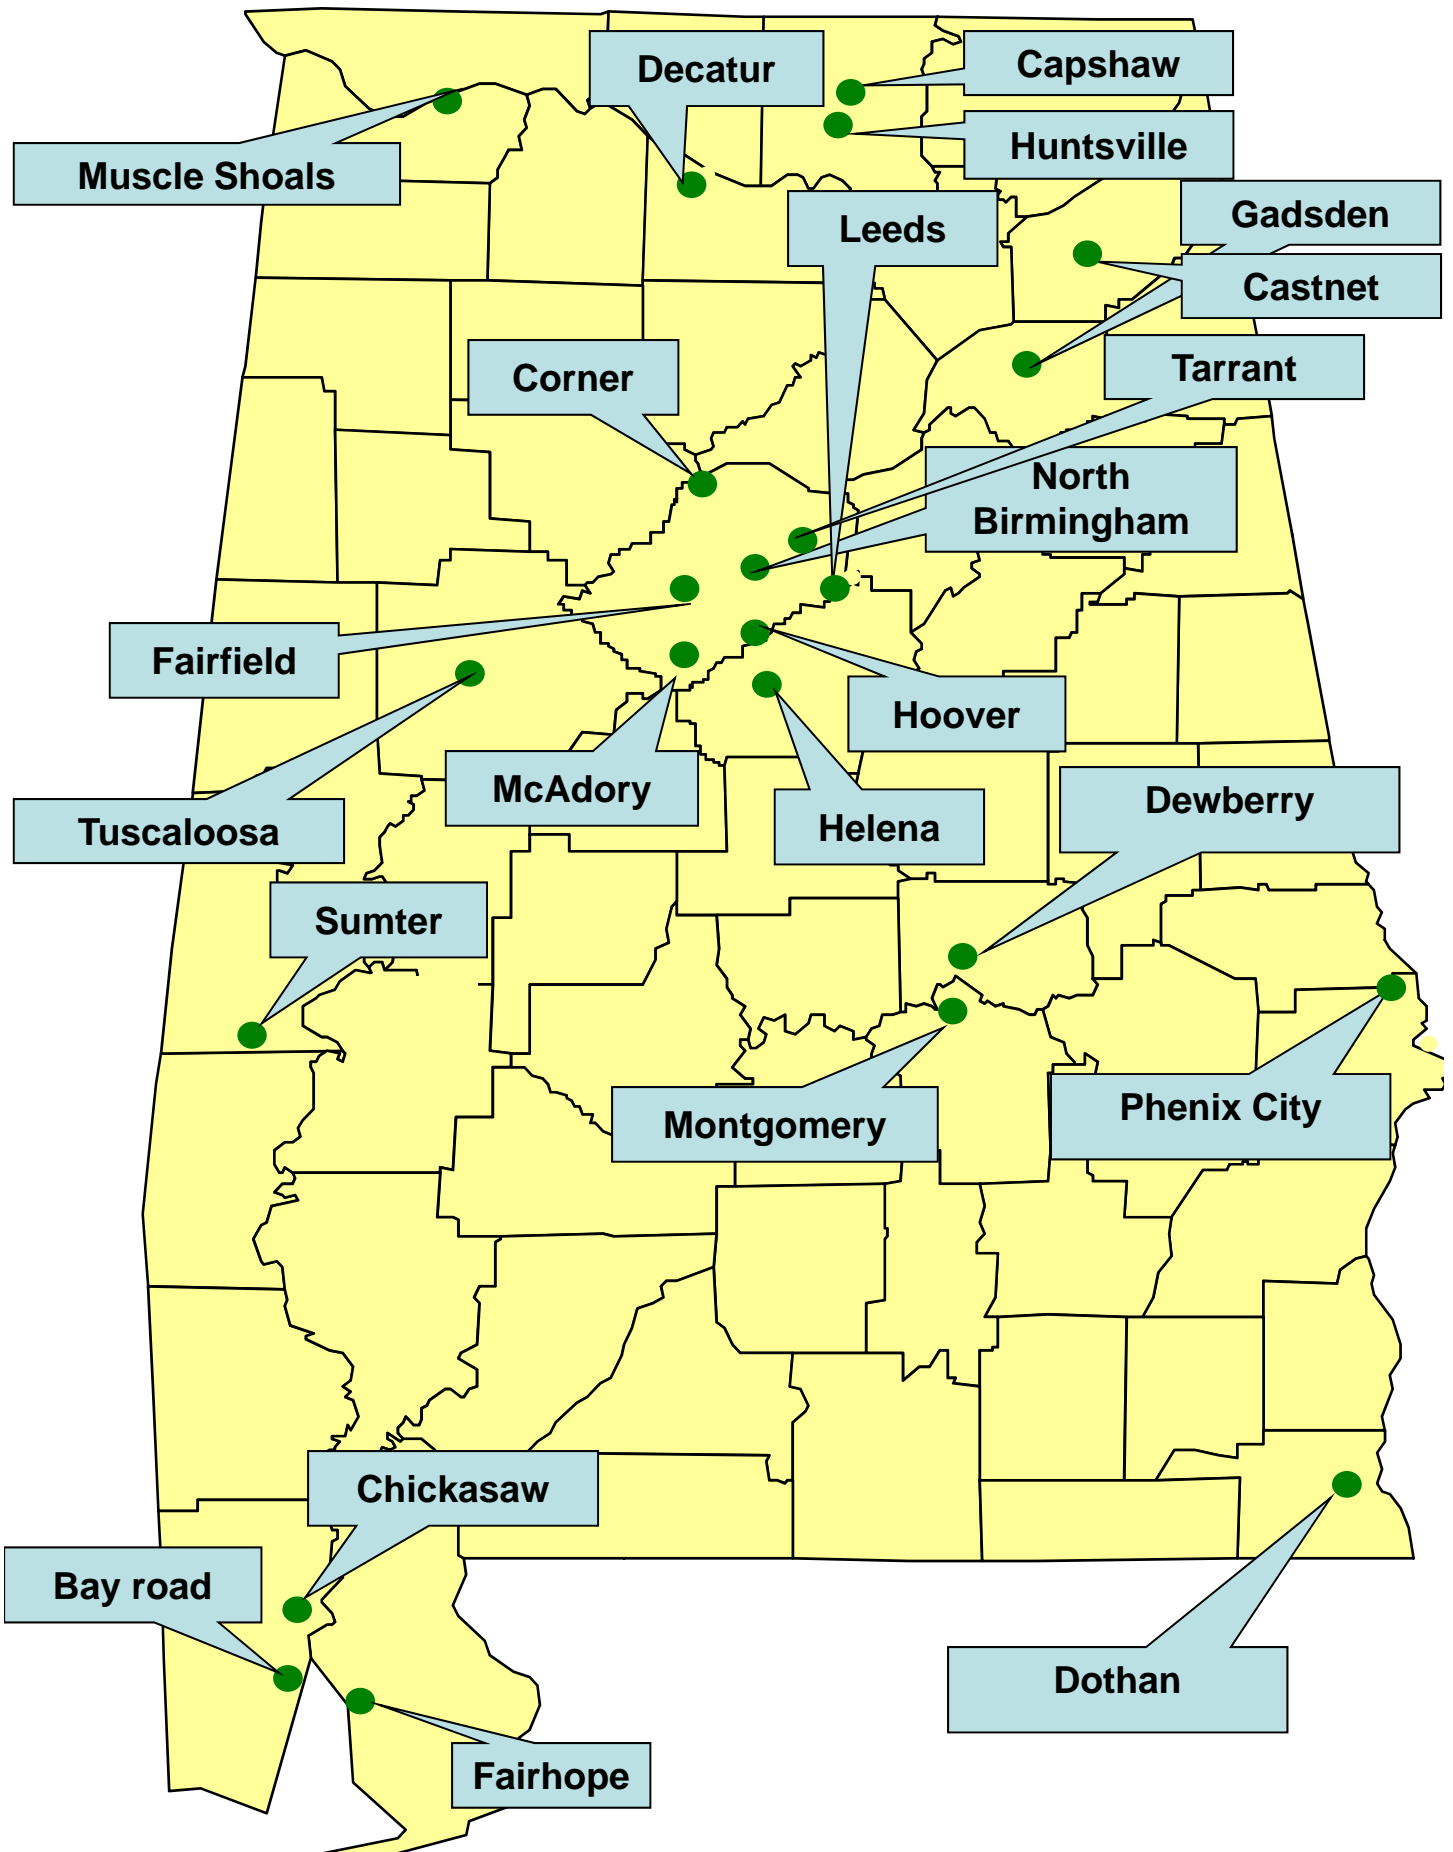 Decatur
Capshaw
Huntsville
Muscle Shoals
Leeds
Gadsden
Castnet
Corner
Tarrant
North
Birmingham
Fairfield
Hoover
McAdory
Tuscaloosa
Helena
Dewberry
Sumter
Montgomery
Phenix City
Chickasaw
Bay road
Dothan
Fairhope